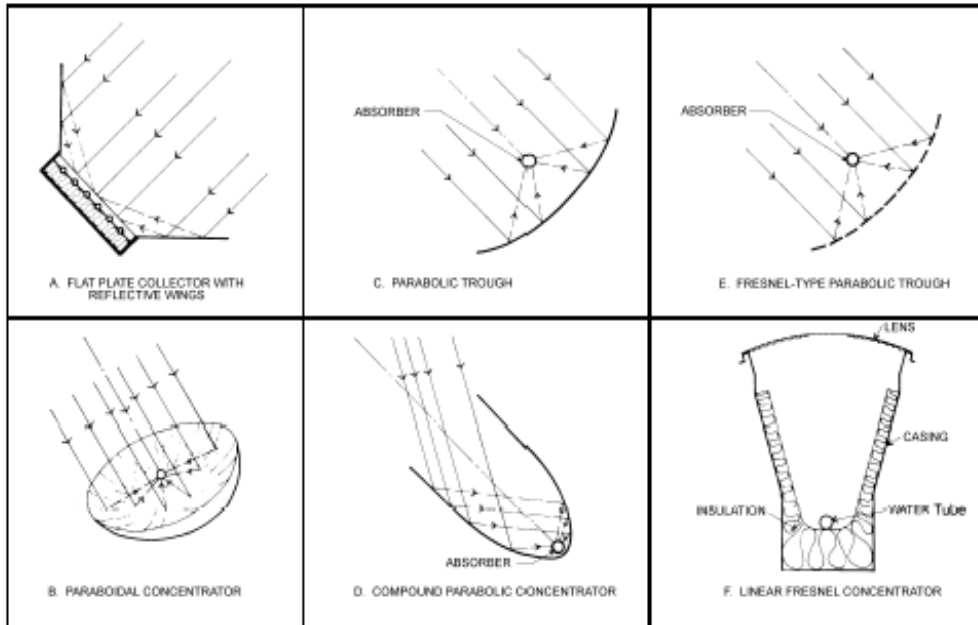 ABSORBER
ABSORBER
A. FLAT PLATE COLLECTOR WITH
REFLECTIVE WINGS
C. PARABOLIC TROUGH
E. FRESNEL-TYPE PARABOLIC TROUGH
LENS
CASING
INSULATION
WATER Tube
ABSORBER
B. PARABOIDAL CONCENTRATOR
D. COMPOUND PARABOLIC CONCENTRATOR
F. LINEAR FRESNEL CONCENTRATOR